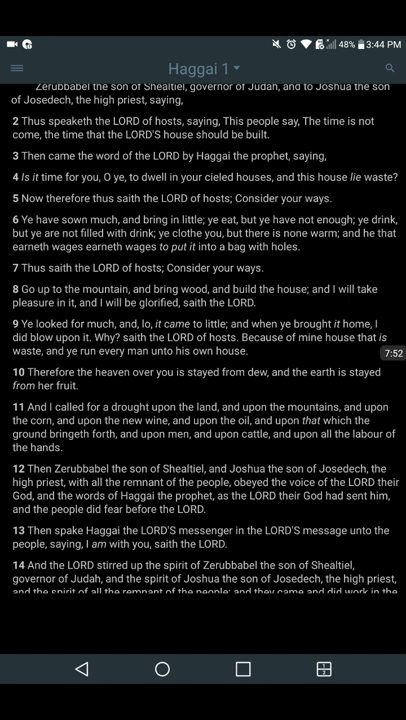 48% 3:44 PM
Haggai 1
Zerubbabel the son of Shealtiel, governor of Judah, and to Joshua the son
of Josedech, the high priest, saying,
2 Thus speaketh the LORD of hosts, saying, This people say, The time is not
come, the time that the LORD'S house should be built.
3 Then came the word of the LORD by Haggai the prophet, saying,
4 Is it time for you, O ye, to dwell in your cieled houses, and this house lie waste?
5 Now therefore thus saith the LORD of hosts; Consider your ways.
6 Ye have sown much, and bring in little; ye eat, but ye have not enough; ye drink,
but ye are not filled with drink; ye clothe you, but there is none warm; and he that
earneth wages earneth wages to put it into a bag with holes.
7 Thus saith the LORD of hosts; Consider your ways.
8 Go up to the mountain, and bring wood, and build the house; and I will take
pleasure in it, and I will be glorified, saith the LORD.
9 Ye looked for much, and, lo, it came to little; and when ye brought it home, I
did blow upon it. Why? saith the LORD of hosts. Because of mine house that is
waste, and ye run every man unto his own house.
7:52
10 Therefore the heaven over you is stayed from dew, and the earth is stayed
from her fruit.
11 And I called for a drought upon the land, and upon the mountains, and upon
the corn, and upon the new wine, and upon the oil, and upon that which the
ground bringeth forth, and upon men, and upon cattle, and upon all the labour of
the hands.
12 Then Zerubbabel the son of Shealtiel, and Joshua the son of Josedech, the
high priest, with all the remnant of the people, obeyed the voice of the LORD their
God, and the words of Haggai the prophet, as the LORD their God had sent him,
and the people did fear before the LORD.
13 Then spake Haggai the LORD'S messenger in the LORD'S message unto the
people, saying, I am with you, saith the LORD.
14 And the LORD stirred up the spirit of Zerubbabel the son of Shealtiel,
governor of Judah, and the spirit of Joshua the son of Josedech, the high priest,
and the spirit of all the remnant of the people; and they came and did work in the